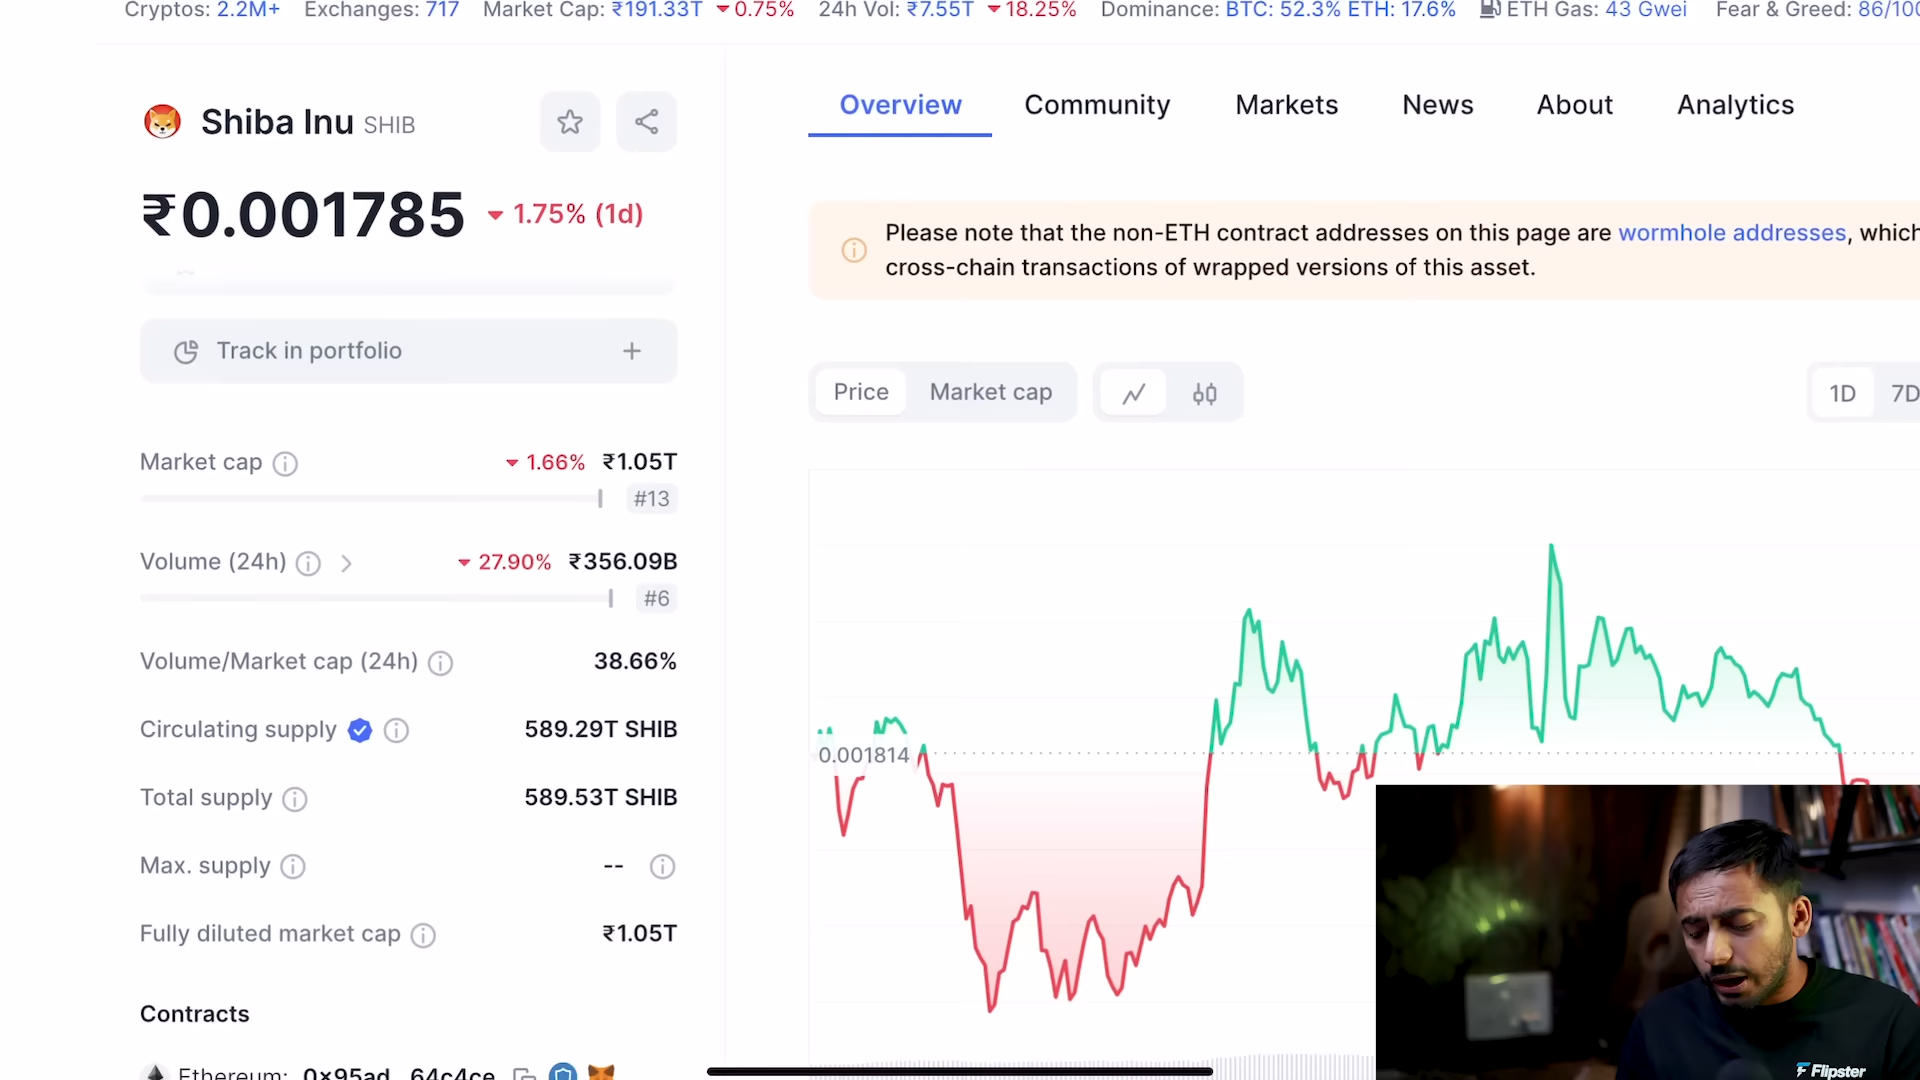 Cryptos: 2.2M+ Exchanges: 717 Market Cap: ₹191.33T 0.75% 24h Vol: ₹7.55T 18.25% Dominance: BTC: 52.3% ETH: 17.6% ETH Gas: 43 Gwei Fear & Greed: 86/100
Shiba Inu SHIB
₹0.001785 1.75% (1d)
Track in portfolio +
Market cap 1.66% ₹1.05T
#13
Volume (24h) 27.90% ₹356.09B
#6
Volume/Market cap (24h) 38.66%
Circulating supply 589.29T SHIB
Total supply 589.53T SHIB
Max. supply --
Fully diluted market cap ₹1.05T
Contracts
Ethereum: 0x95ad...64c4ce
Overview Community Markets News About Analytics
Please note that the non-ETH contract addresses on this page are wormhole addresses, which
cross-chain transactions of wrapped versions of this asset.
Price Market cap 1D 7D
0.001814
Flipster